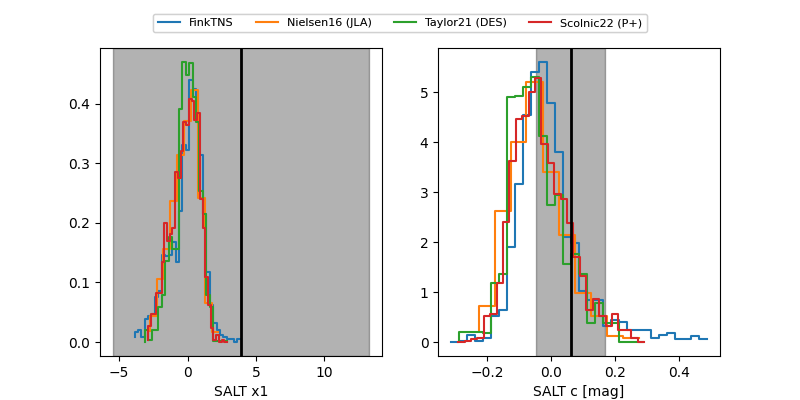 FinkTNS Nielsen16 (JLA) Taylor21 (DES) Scolnic22 (P+)
0.4
0.3
0.2
0.1
0.0
−5 0 5 10
SALT x1
5
4
3
2
1
0
−0.2 0.0 0.2 0.4
SALT c [mag]